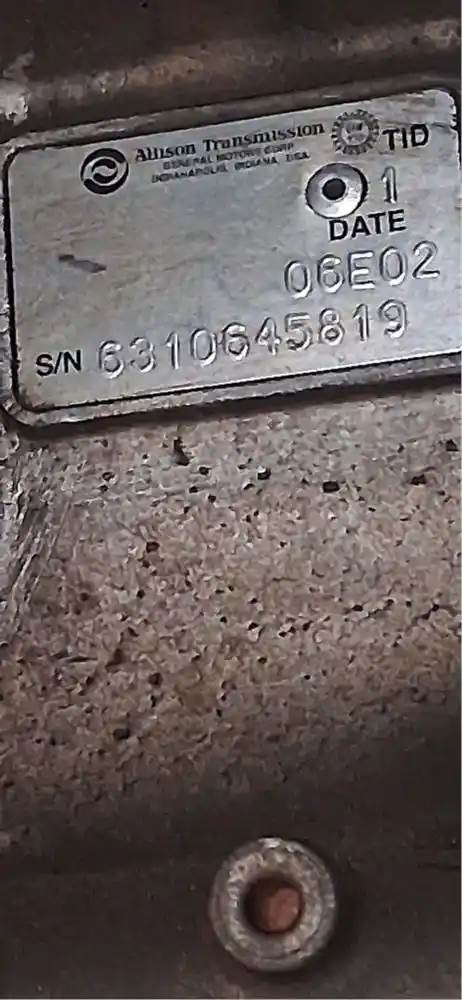 Allison Transmission
GENERAL MOTORS CORP.
INDIANAPOLIS, INDIANA, USA
TID
1
DATE
06E02
S/N 6310645819